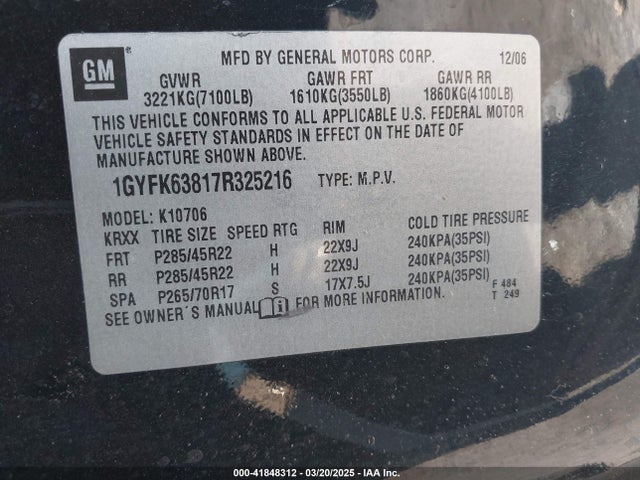 GM ®
MFD BY GENERAL MOTORS CORP. 12/06
GVWR GAWR FRT GAWR RR
3221KG(7100LB) 1610KG(3550LB) 1860KG(4100LB)
THIS VEHICLE CONFORMS TO ALL APPLICABLE U.S. FEDERAL MOTOR
VEHICLE SAFETY STANDARDS IN EFFECT ON THE DATE OF
MANUFACTURE SHOWN ABOVE.
1GYFK63817R325216 TYPE: M.P.V.
MODEL: K10706
KRXX TIRE SIZE SPEED RTG RIM COLD TIRE PRESSURE
FRT P285/45R22 H 22X9J 240KPA(35PSI)
RR P285/45R22 H 22X9J 240KPA(35PSI)
SPA P265/70R17 S 17X7.5J 240KPA(35PSI)
SEE OWNER'S MANUAL i FOR MORE INFORMATION.
F 484
T 249
000-41848312 - 03/20/2025 - IAA Inc.